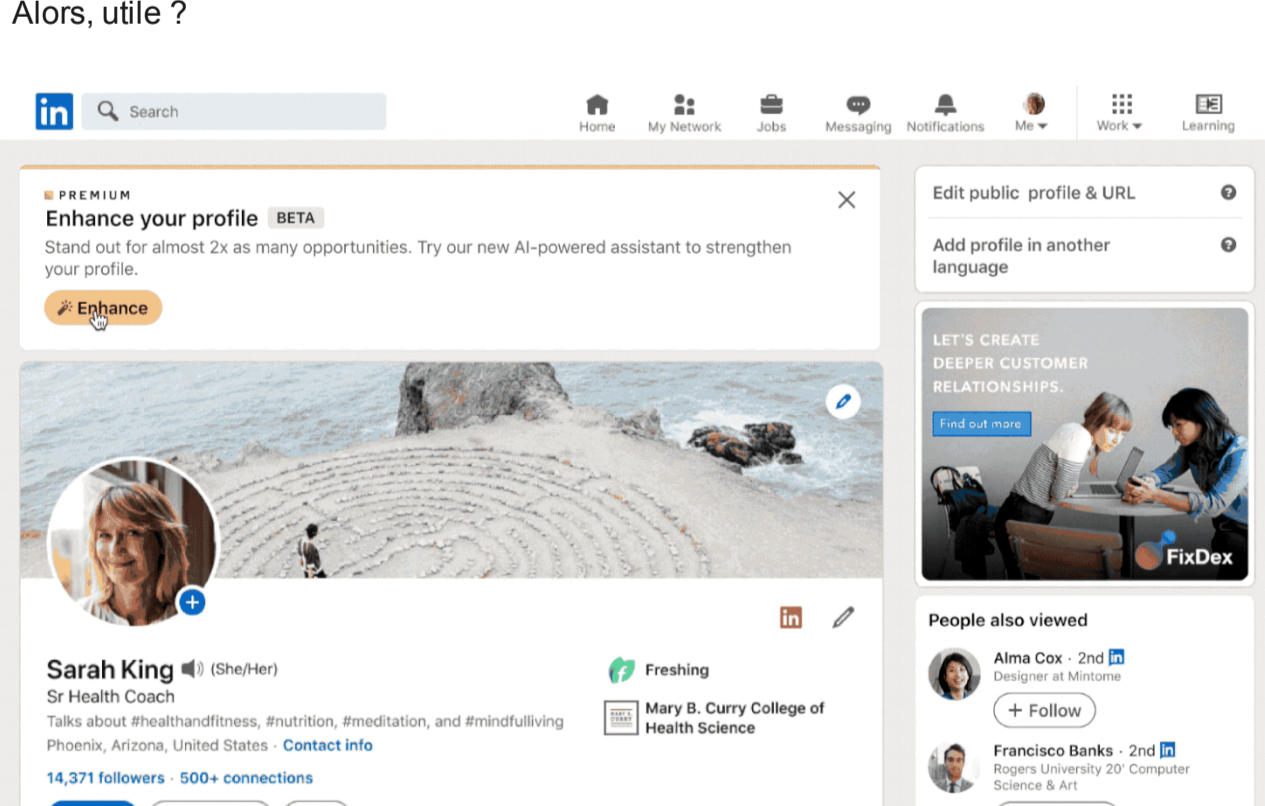 Alors, utile ?
in
Search
Home
My Network
Jobs
Messaging
Notifications
Me
Work
Learning
PREMIUM
Enhance your profile BETA
Stand out for almost 2x as many opportunities. Try our new AI-powered assistant to strengthen
your profile.
Enhance
Edit public profile & URL
Add profile in another
language
LET'S CREATE
DEEPER CUSTOMER
RELATIONSHIPS.
Find out more
FixDex
in
Sarah King (She/Her)
Sr Health Coach
Talks about #healthandfitness, #nutrition, #meditation, and #mindfulliving
Phoenix, Arizona, United States · Contact info
14,371 followers · 500+ connections
Freshing
MARY B.
CURRY
Mary B. Curry College of
Health Science
People also viewed
Alma Cox · 2nd in
Designer at Mintome
+ Follow
Francisco Banks · 2nd in
Rogers University 20' Computer
Science & Art